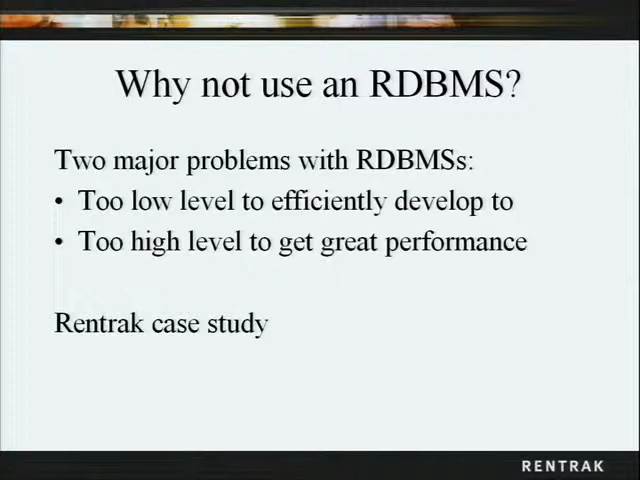 Why not use an RDBMS?
Two major problems with RDBMSs:
• Too low level to efficiently develop to
• Too high level to get great performance
Rentrak case study
RENTRAK